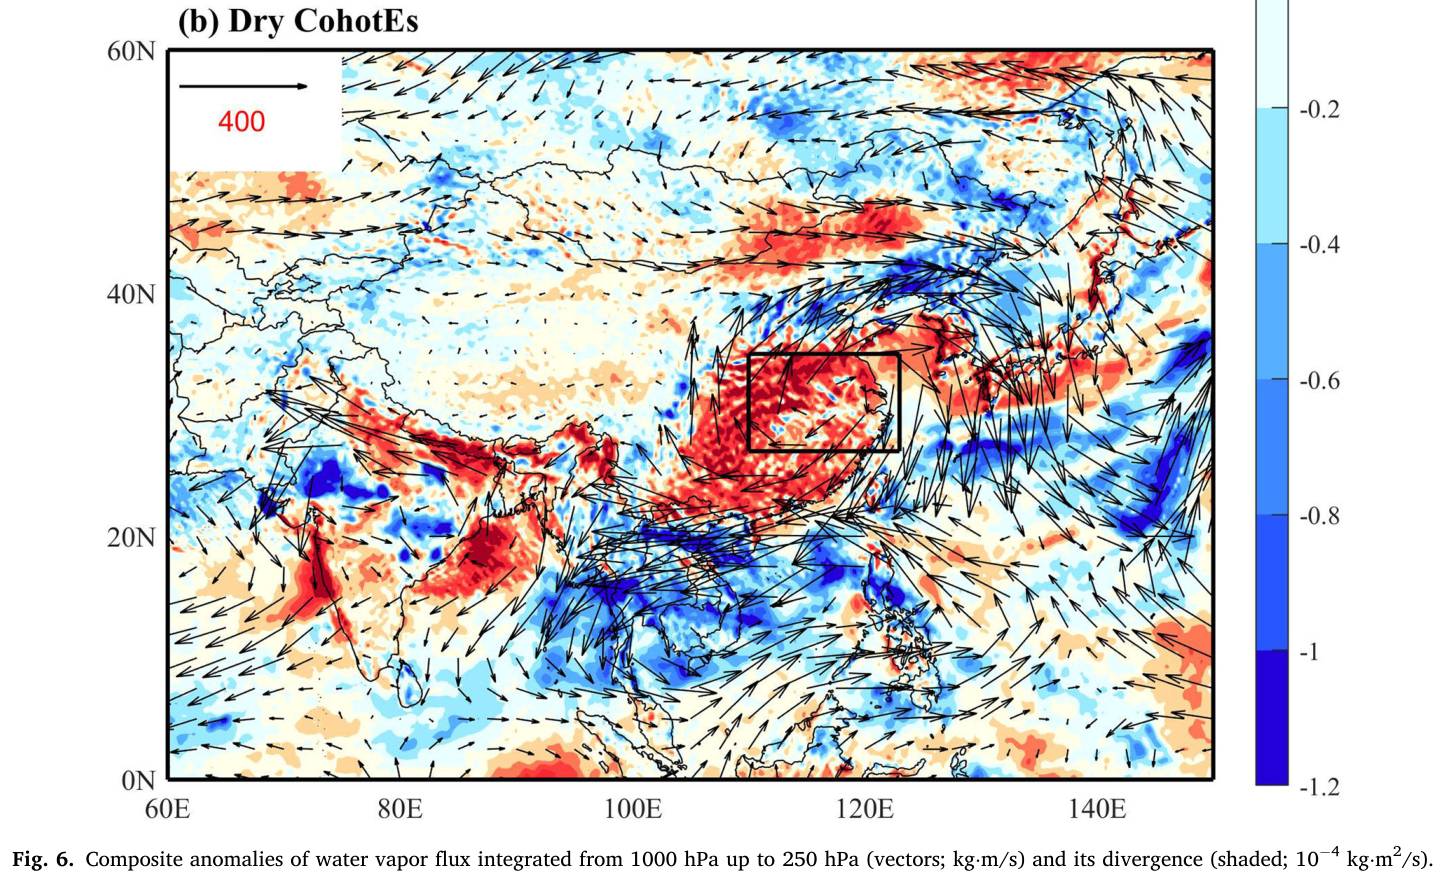 (b) Dry CohotEs
60N
400
40N
20N
0N
60E 80E 100E 120E 140E
-0.2
-0.4
-0.6
-0.8
-1
-1.2
Fig. 6. Composite anomalies of water vapor flux integrated from 1000 hPa up to 250 hPa (vectors; kg·m/s) and its divergence (shaded; 10⁻⁴ kg·m²/s).